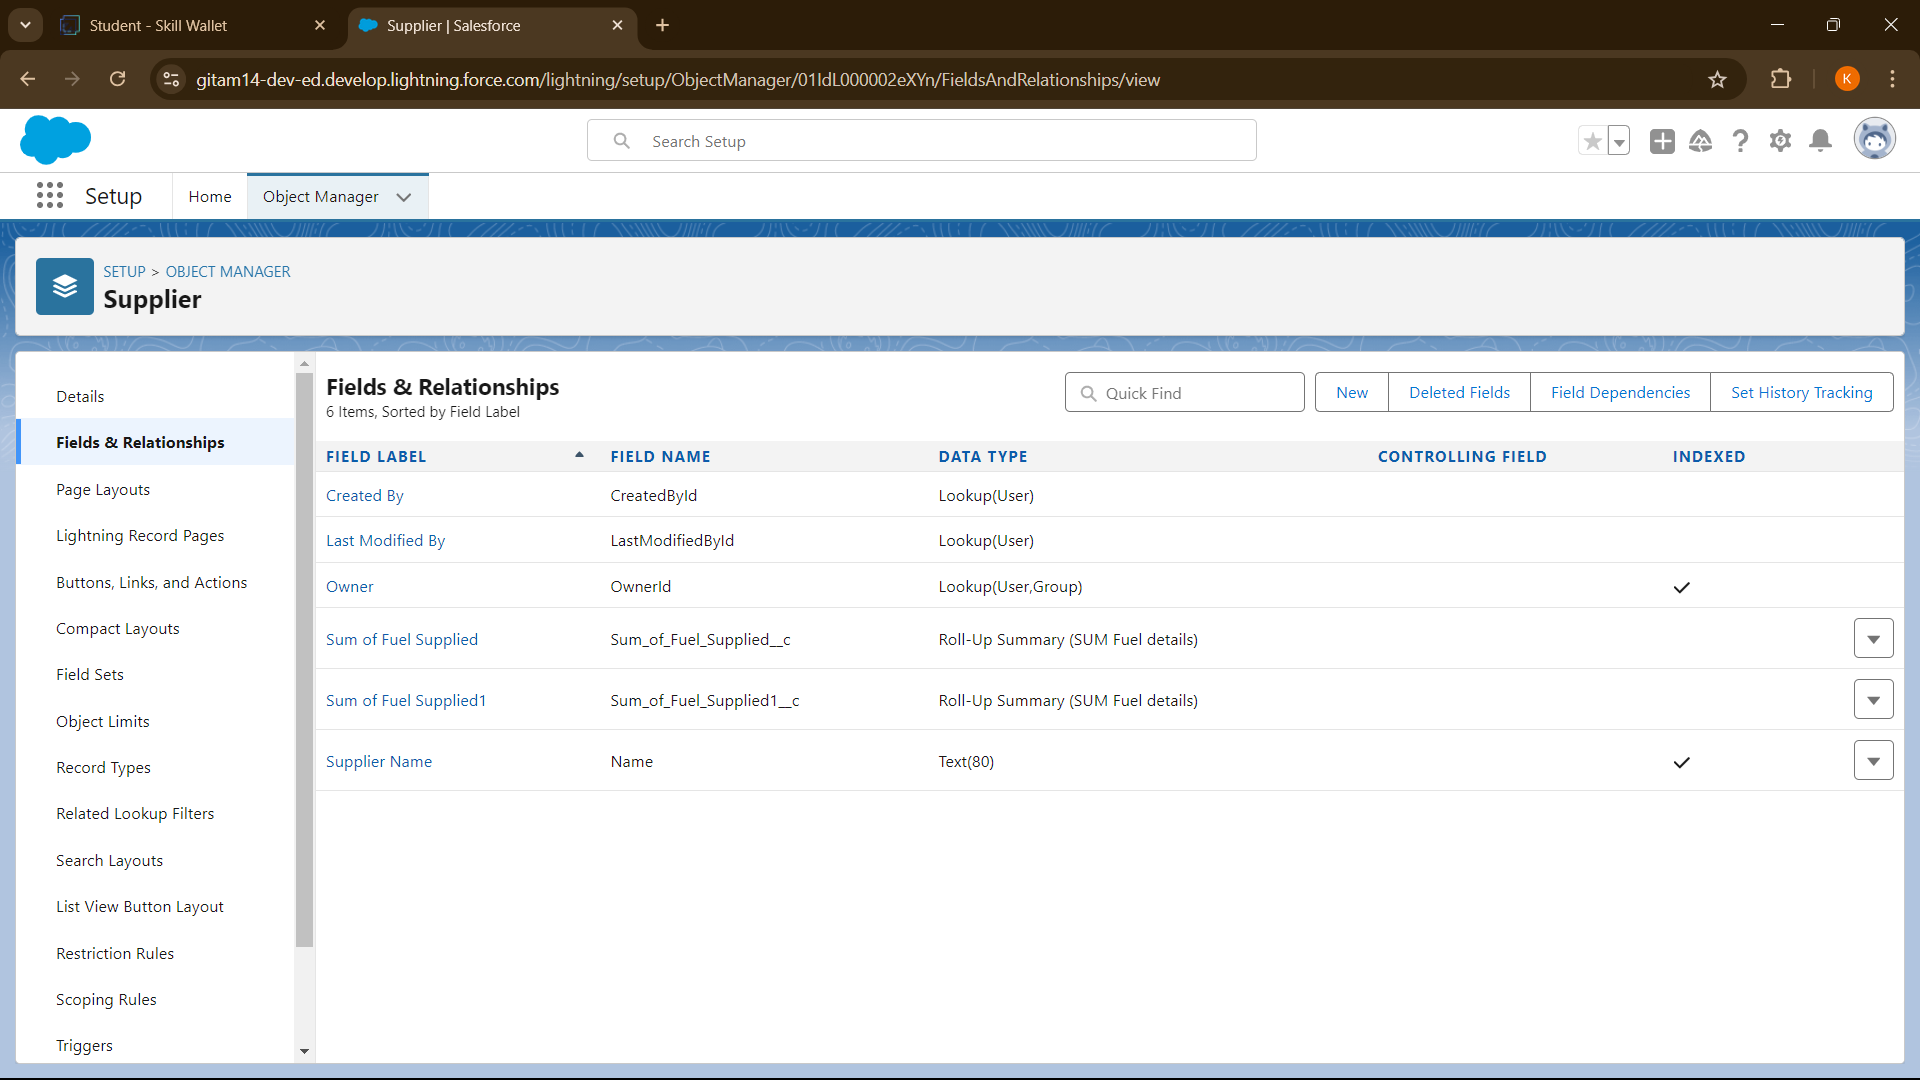 Student - Skill Wallet
Supplier | Salesforce
gitam14-dev-ed.develop.lightning.force.com/lightning/setup/ObjectManager/01IdL000002eXYn/FieldsAndRelationships/view
K
Search Setup
Setup
Home
Object Manager
SETUP > OBJECT MANAGER
Supplier
Details
Fields & Relationships
Page Layouts
Lightning Record Pages
Buttons, Links, and Actions
Compact Layouts
Field Sets
Object Limits
Record Types
Related Lookup Filters
Search Layouts
List View Button Layout
Restriction Rules
Scoping Rules
Triggers
Fields & Relationships
6 Items, Sorted by Field Label
Quick Find
New
Deleted Fields
Field Dependencies
Set History Tracking
FIELD LABEL FIELD NAME DATA TYPE CONTROLLING FIELD INDEXED
Created By CreatedById Lookup(User)
Last Modified By LastModifiedById Lookup(User)
Owner OwnerId Lookup(User,Group)
Sum of Fuel Supplied Sum_of_Fuel_Supplied__c Roll-Up Summary (SUM Fuel details)
Sum of Fuel Supplied1 Sum_of_Fuel_Supplied1__c Roll-Up Summary (SUM Fuel details)
Supplier Name Name Text(80)